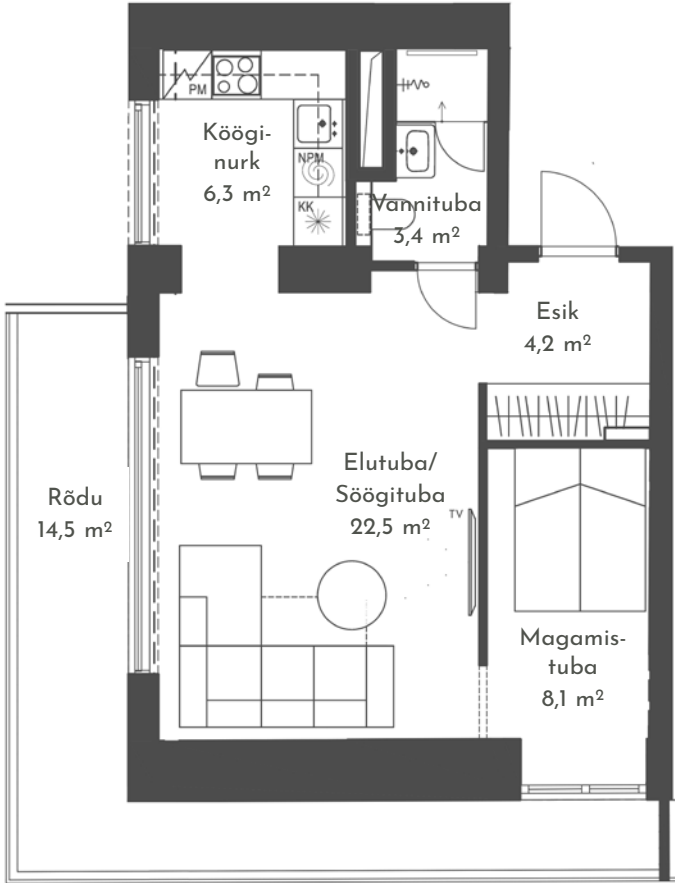 PM
Köögi-
nurk
6,3 m²
NPM
KK
Vannituba
3,4 m²
Esik
4,2 m²
Elutuba/
Söögituba
22,5 m²
TV
Rõdu
14,5 m²
Magamis-
tuba
8,1 m²